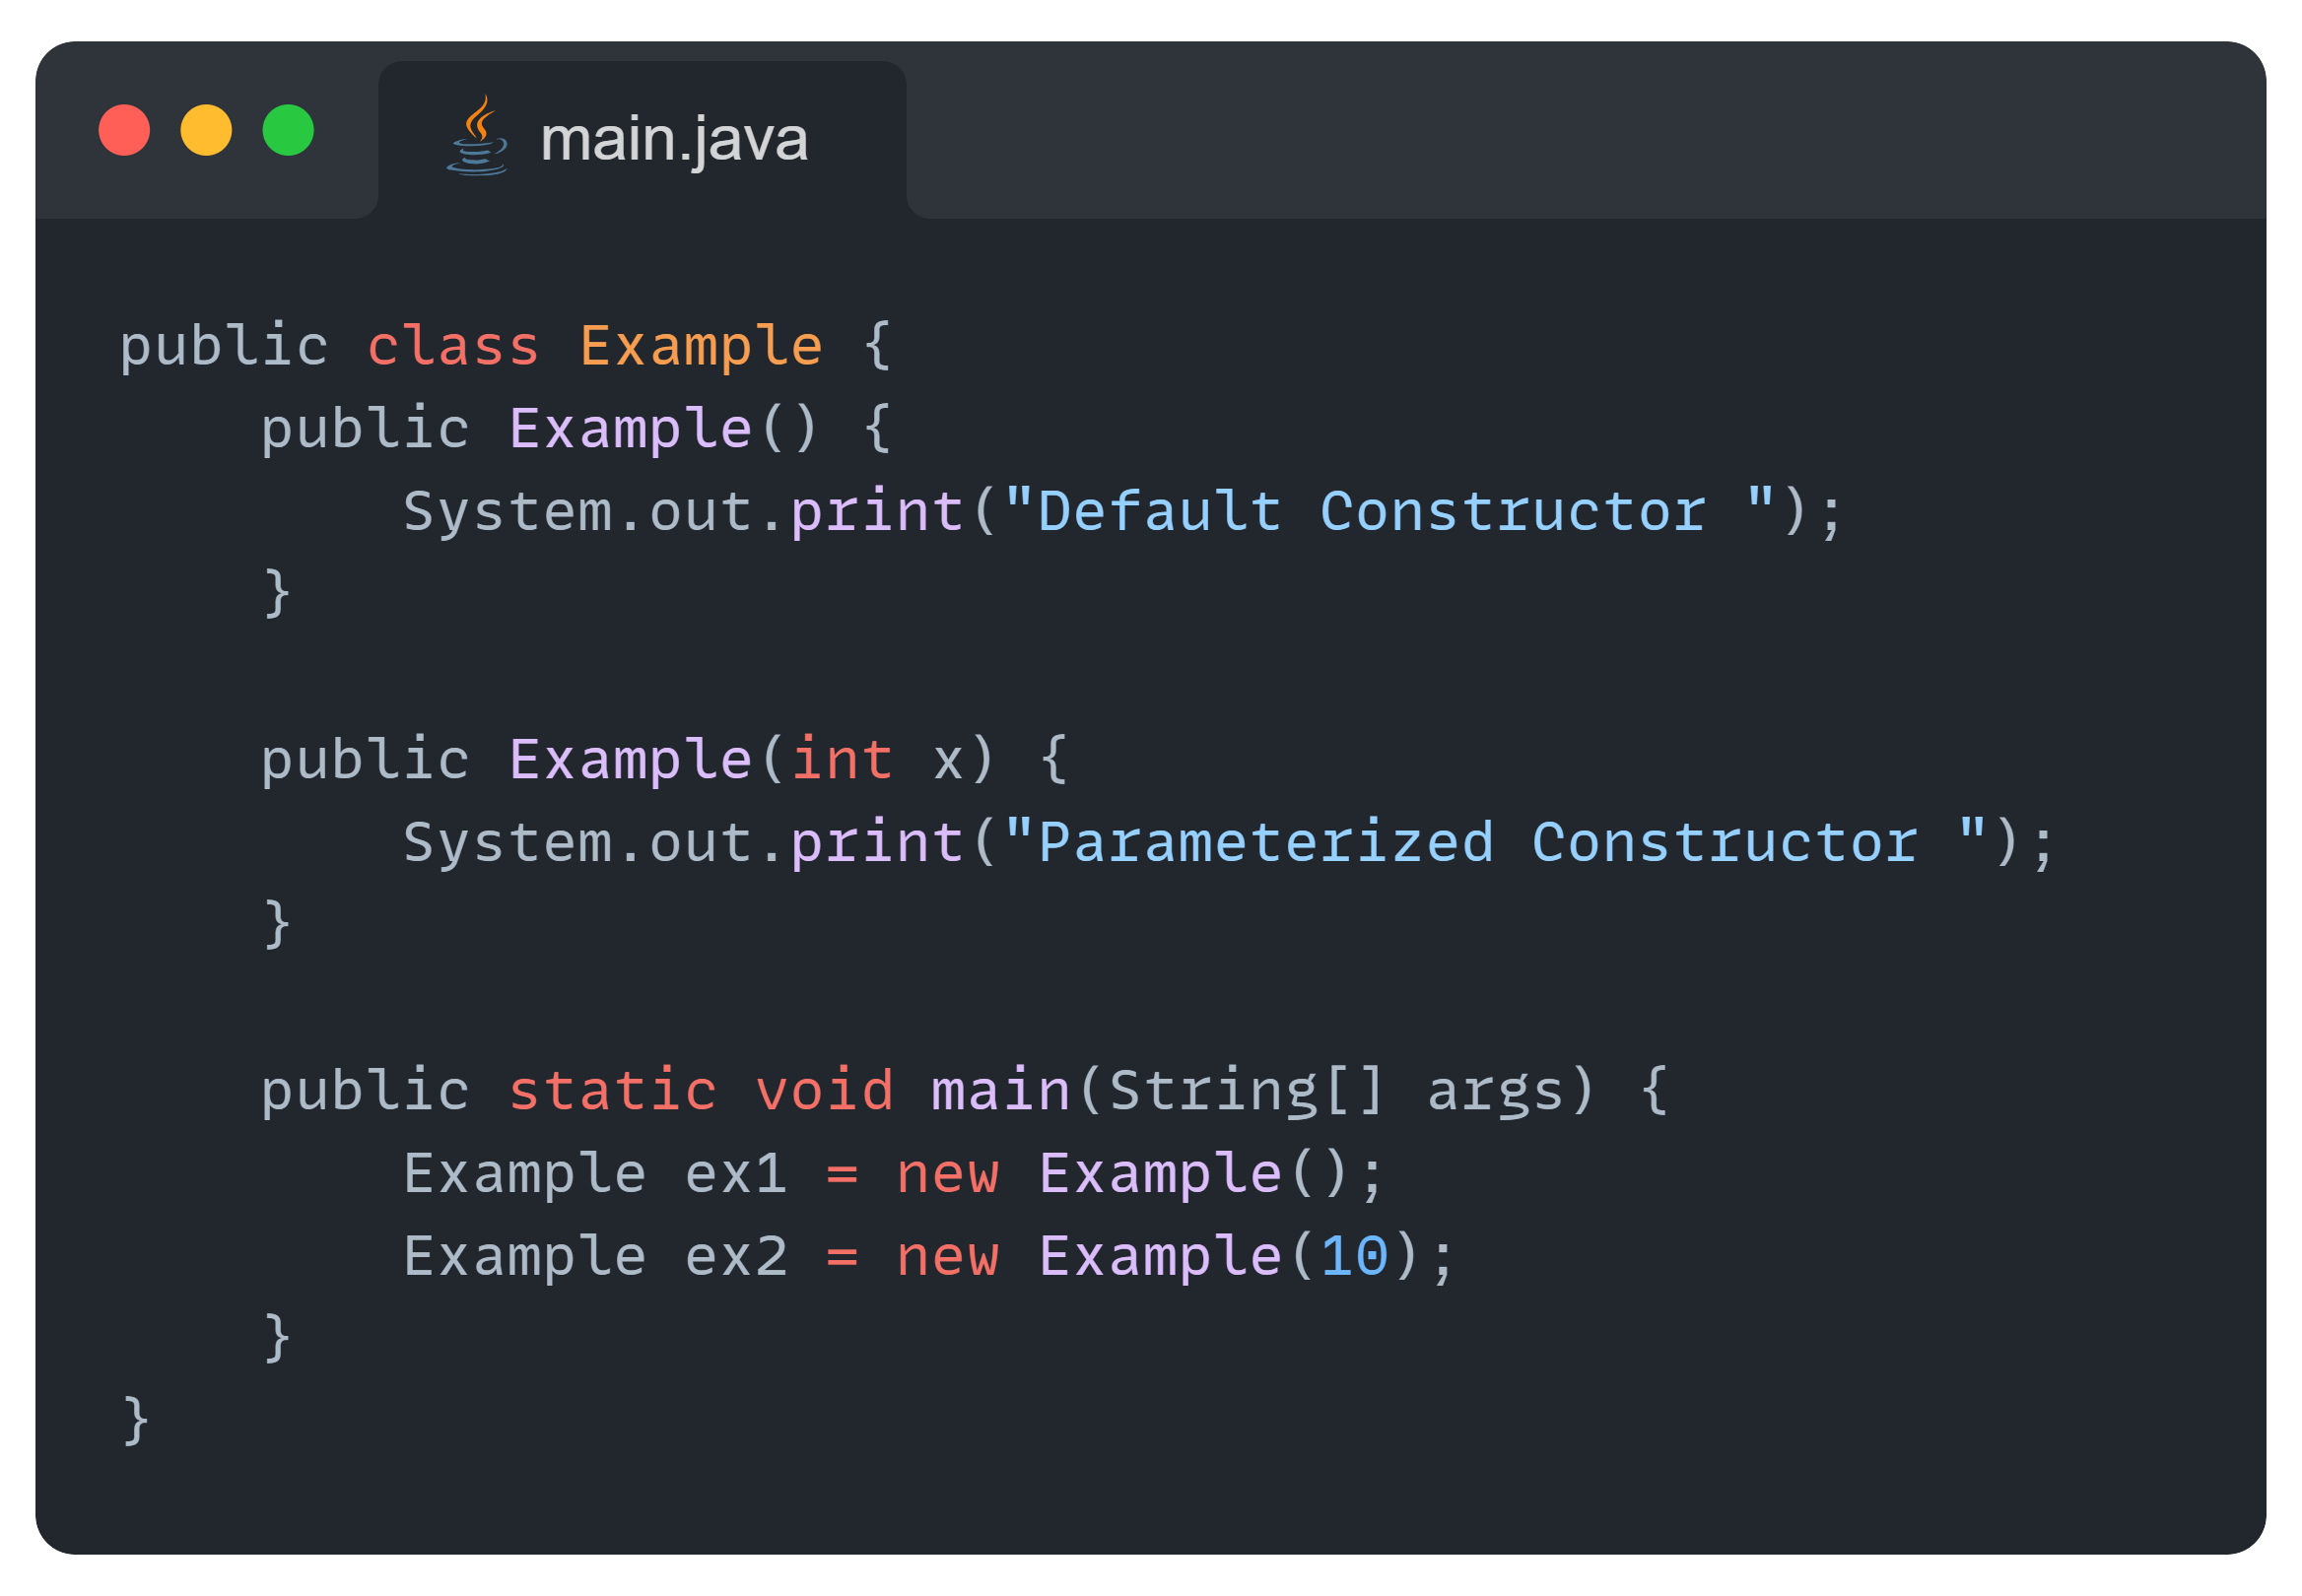 main.java
public class Example {
    public Example() {
        System.out.print("Default Constructor ");
    }

    public Example(int x) {
        System.out.print("Parameterized Constructor ");
    }

    public static void main(String[] args) {
        Example ex1 = new Example();
        Example ex2 = new Example(10);
    }
}